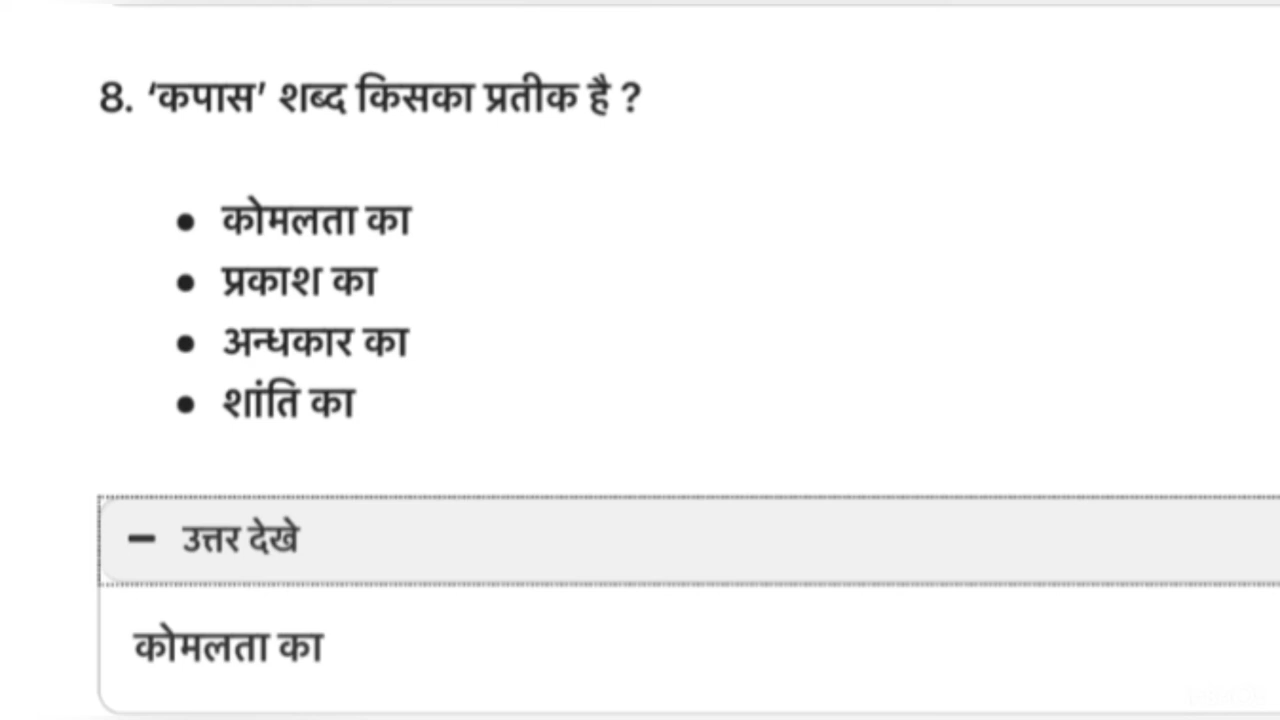 8. ‘कपास’ शब्द किसका प्रतीक है ?
• कोमलता का
• प्रकाश का
• अन्धकार का
• शांति का
− उत्तर देखे
कोमलता का